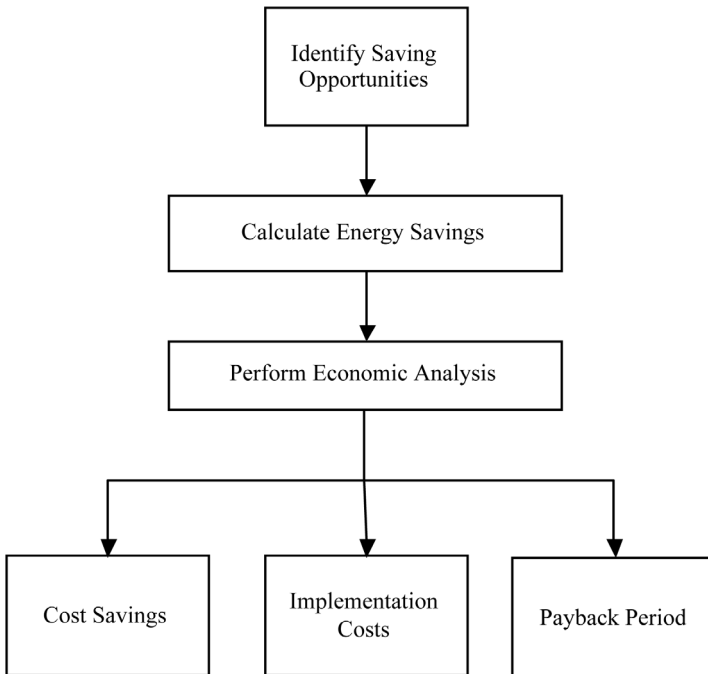 Identify Saving
Opportunities
Calculate Energy Savings
Perform Economic Analysis
Cost Savings
Implementation
Costs
Payback Period